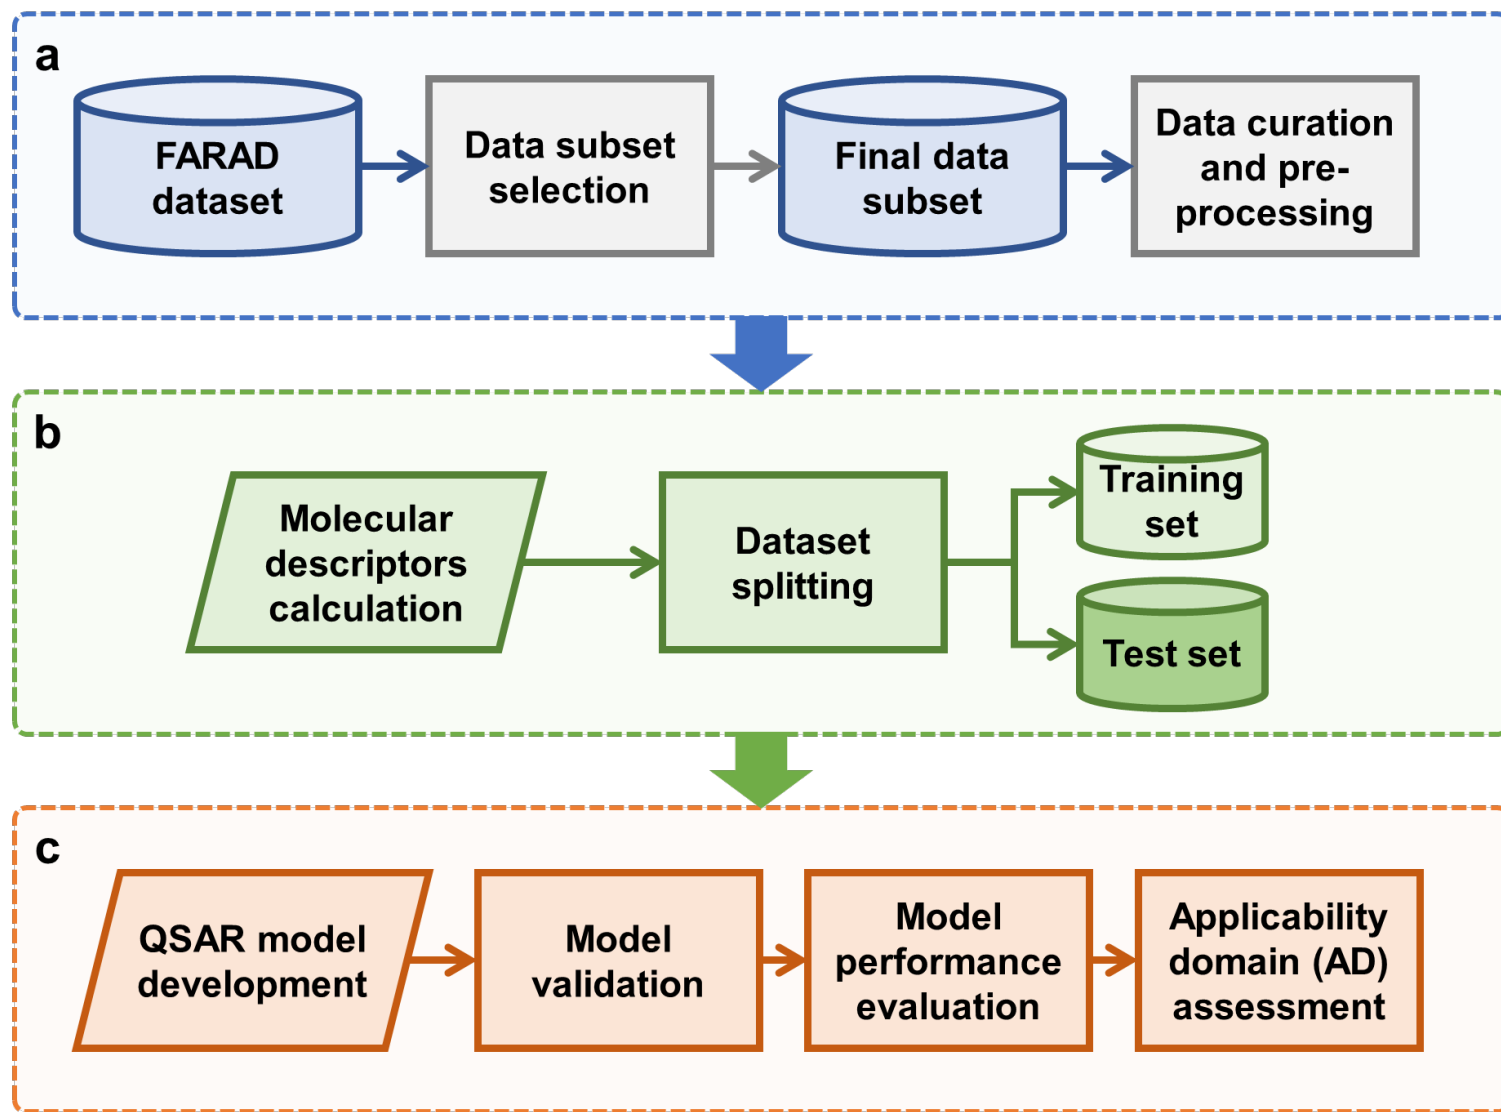 a
FARAD
dataset
Data subset
selection
Final data
subset
Data curation
and pre-
processing
b
Molecular
descriptors
calculation
Dataset
splitting
Training
set
Test set
c
QSAR model
development
Model
validation
Model
performance
evaluation
Applicability
domain (AD)
assessment